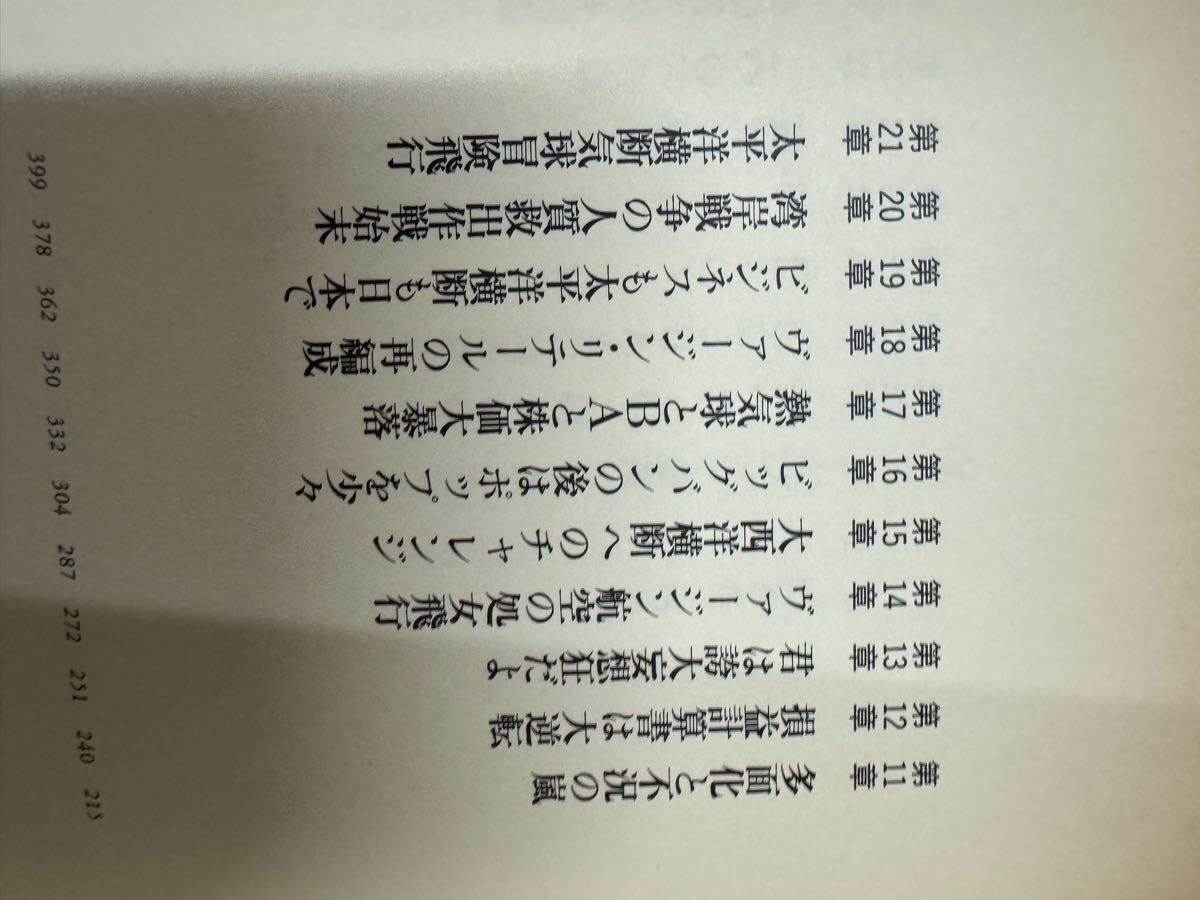 第11章 多面化と不況の嵐 215
第12章 損益計算書は大逆転 240
第13章 君は誇大妄想狂だよ 251
第14章 ヴァージン航空の処女飛行 272
第15章 大西洋横断へのチャレンジ 287
第16章 ビッグバンの後はポップを少々 304
第17章 熱気球とBAと株価大暴落 332
第18章 ヴァージン・リテールの再編成 350
第19章 ビジネスも太平洋横断も日本で 362
第20章 湾岸戦争の人質救出作戦始末 378
第21章 太平洋横断気球冒険飛行 399